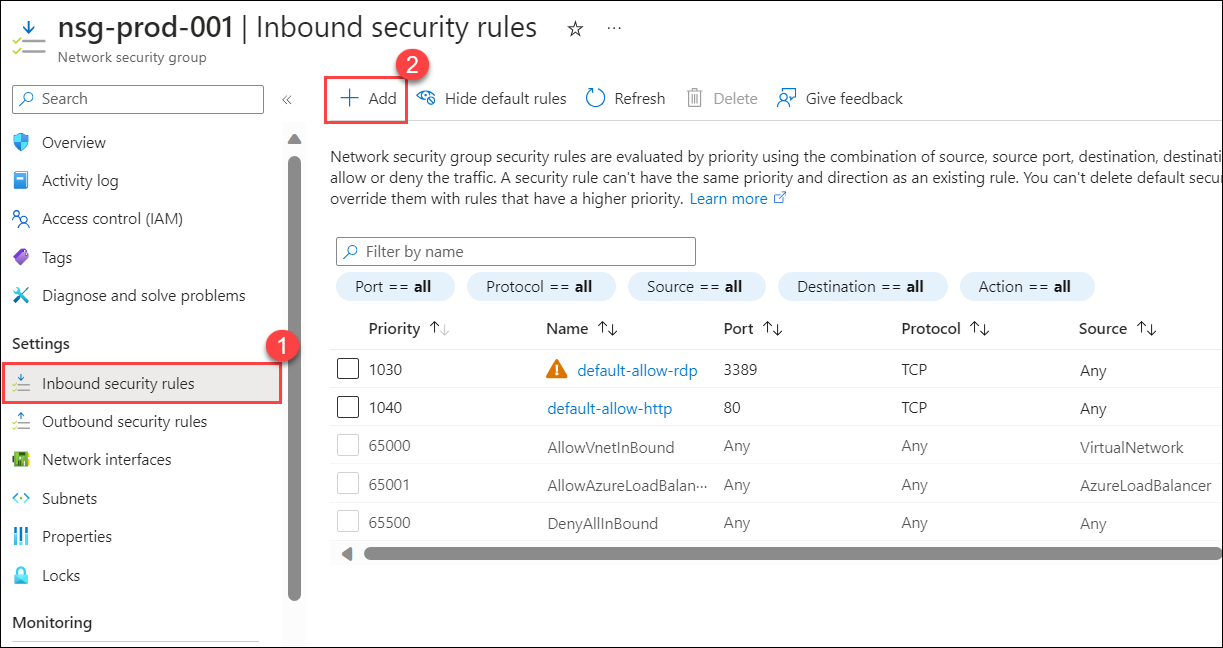 nsg-prod-001 | Inbound security rules ☆ ···
Network security group
2
Search «
+ Add Hide default rules Refresh Delete Give feedback
Overview
Activity log
Access control (IAM)
Tags
Diagnose and solve problems
Settings
1
Inbound security rules
Outbound security rules
Network interfaces
Subnets
Properties
Locks
Monitoring
Network security group security rules are evaluated by priority using the combination of source, source port, destination, destinati
allow or deny the traffic. A security rule can't have the same priority and direction as an existing rule. You can't delete default secur
override them with rules that have a higher priority. Learn more
Filter by name
Port == all Protocol == all Source == all Destination == all Action == all
Priority ↑↓ Name ↑↓ Port ↑↓ Protocol ↑↓ Source ↑↓
1030 default-allow-rdp 3389 TCP Any
1040 default-allow-http 80 TCP Any
65000 AllowVnetInBound Any Any VirtualNetwork
65001 AllowAzureLoadBalan··· Any Any AzureLoadBalancer
65500 DenyAllInBound Any Any Any